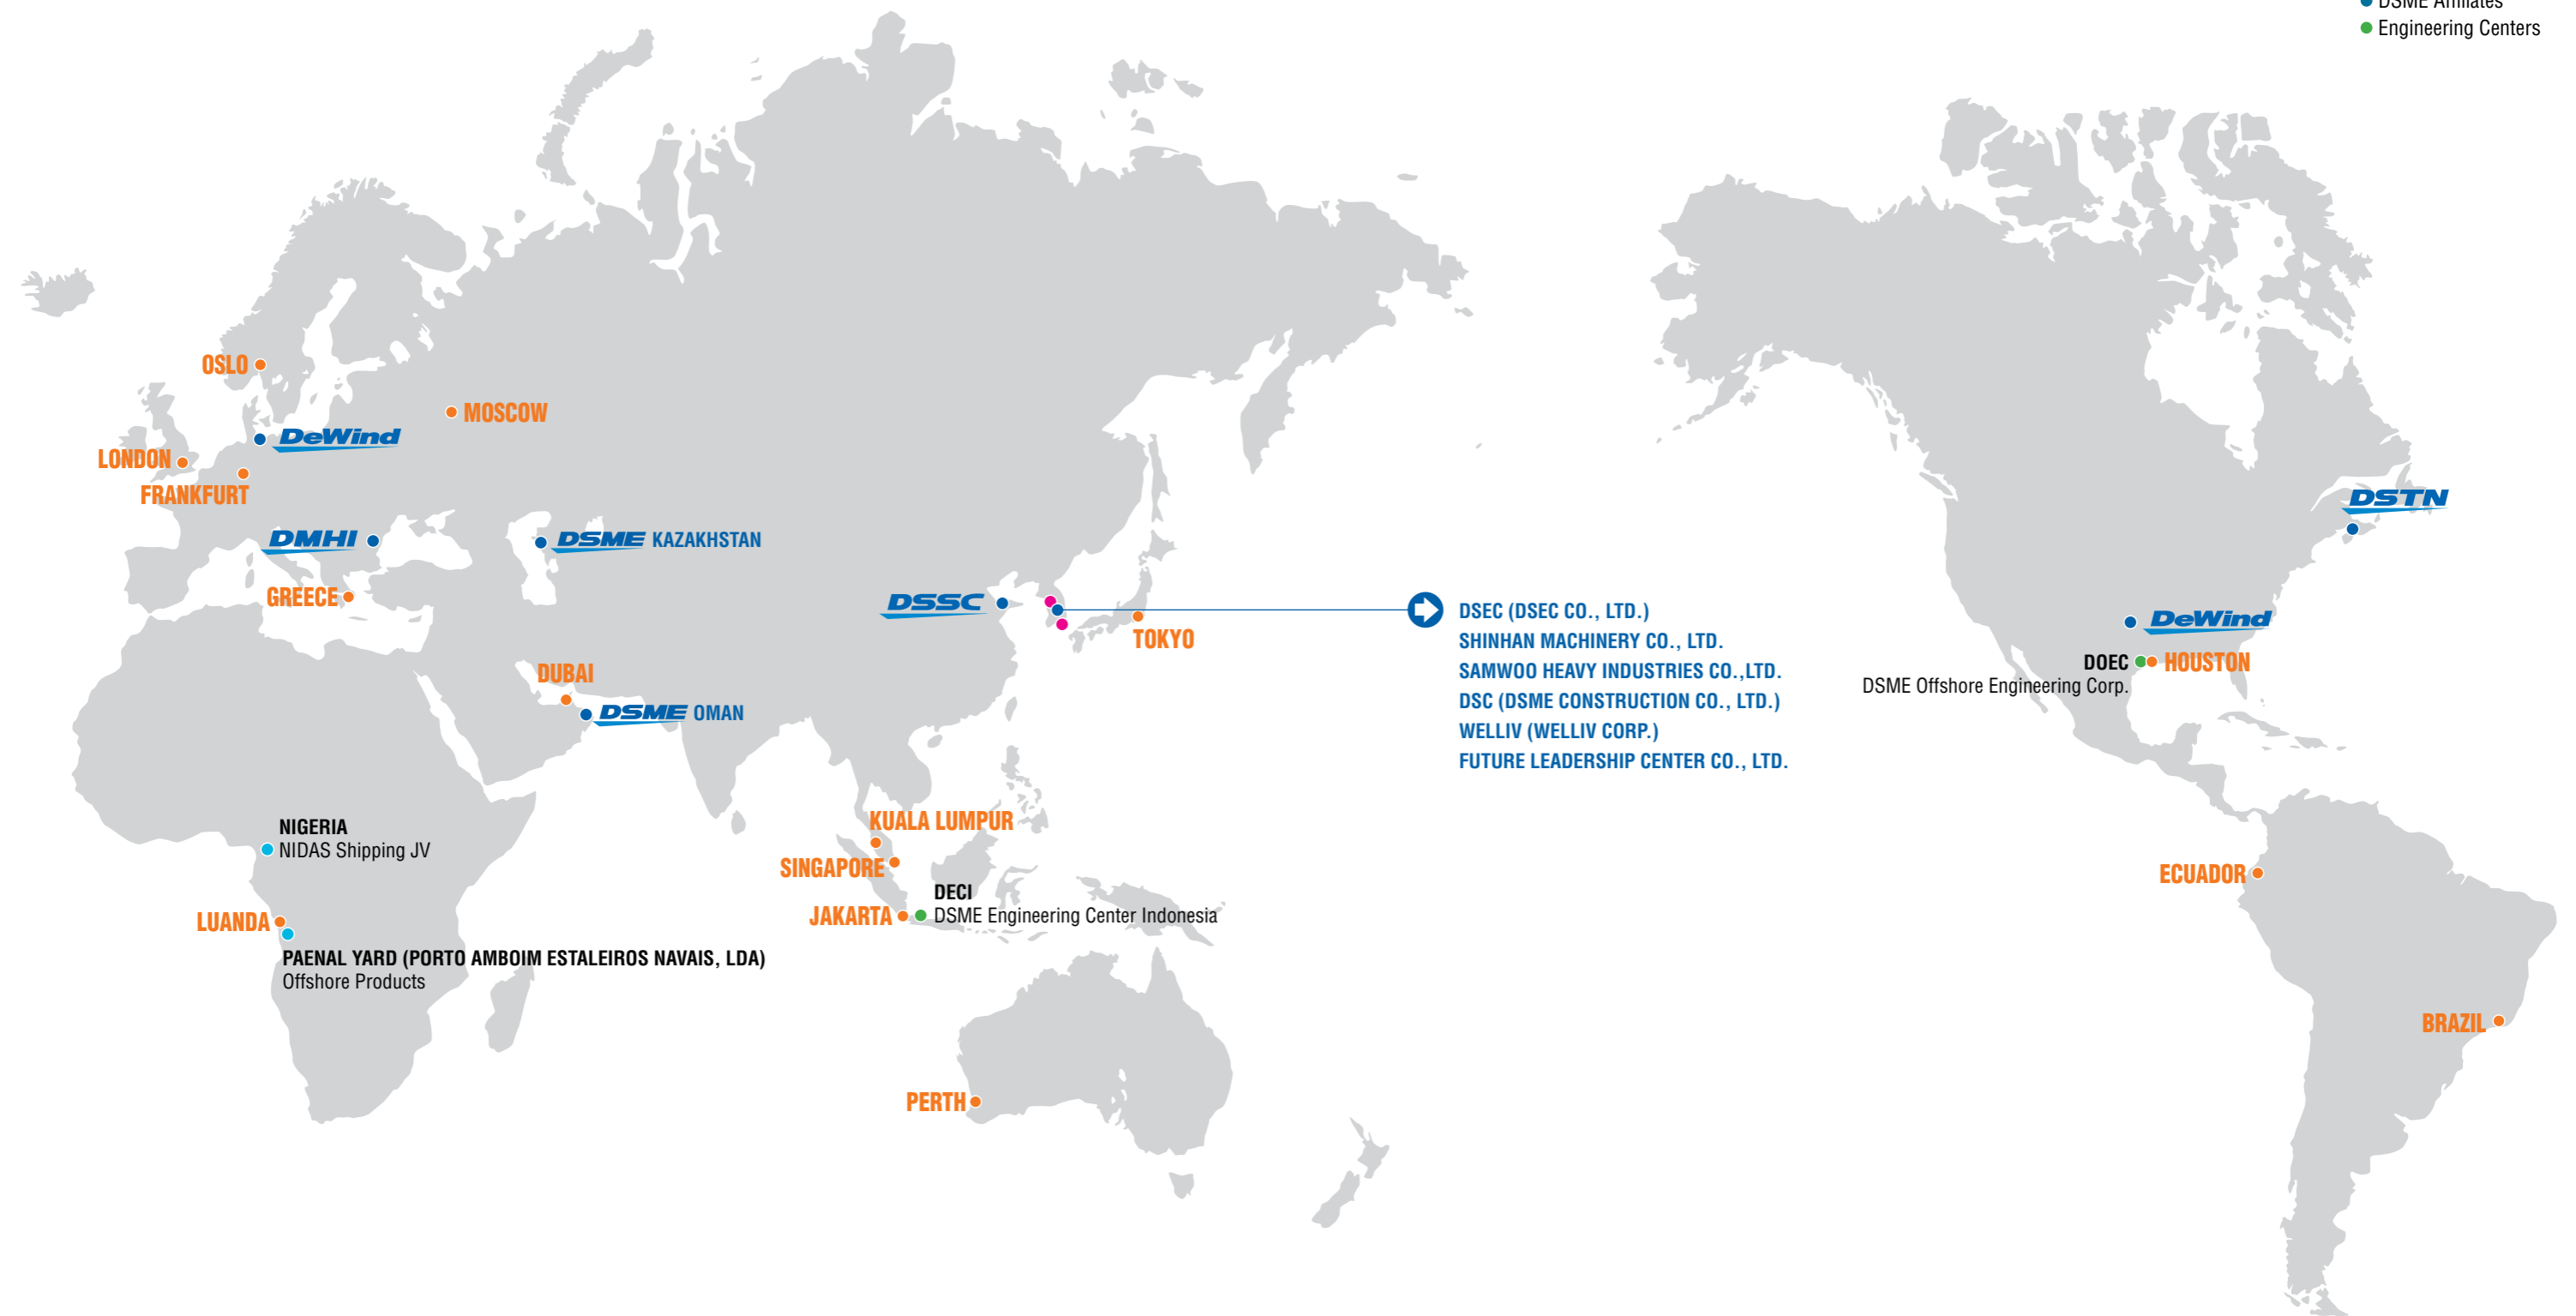 DSME Affiliates
Engineering Centers
OSLO
MOSCOW
DeWind
LONDON
FRANKFURT
DMHI
DSME KAZAKHSTAN
GREECE
DSSC
TOKYO
DUBAI
DSME OMAN
DSEC (DSEC CO., LTD.)
SHINHAN MACHINERY CO., LTD.
SAMWOO HEAVY INDUSTRIES CO.,LTD.
DSC (DSME CONSTRUCTION CO., LTD.)
WELLIV (WELLIV CORP.)
FUTURE LEADERSHIP CENTER CO., LTD.
DSTN
DeWind
DOEC
HOUSTON
DSME Offshore Engineering Corp.
NIGERIA
NIDAS Shipping JV
KUALA LUMPUR
SINGAPORE
DECI
JAKARTA
DSME Engineering Center Indonesia
LUANDA
PAENAL YARD (PORTO AMBOIM ESTALEIROS NAVAIS, LDA)
Offshore Products
ECUADOR
BRAZIL
PERTH